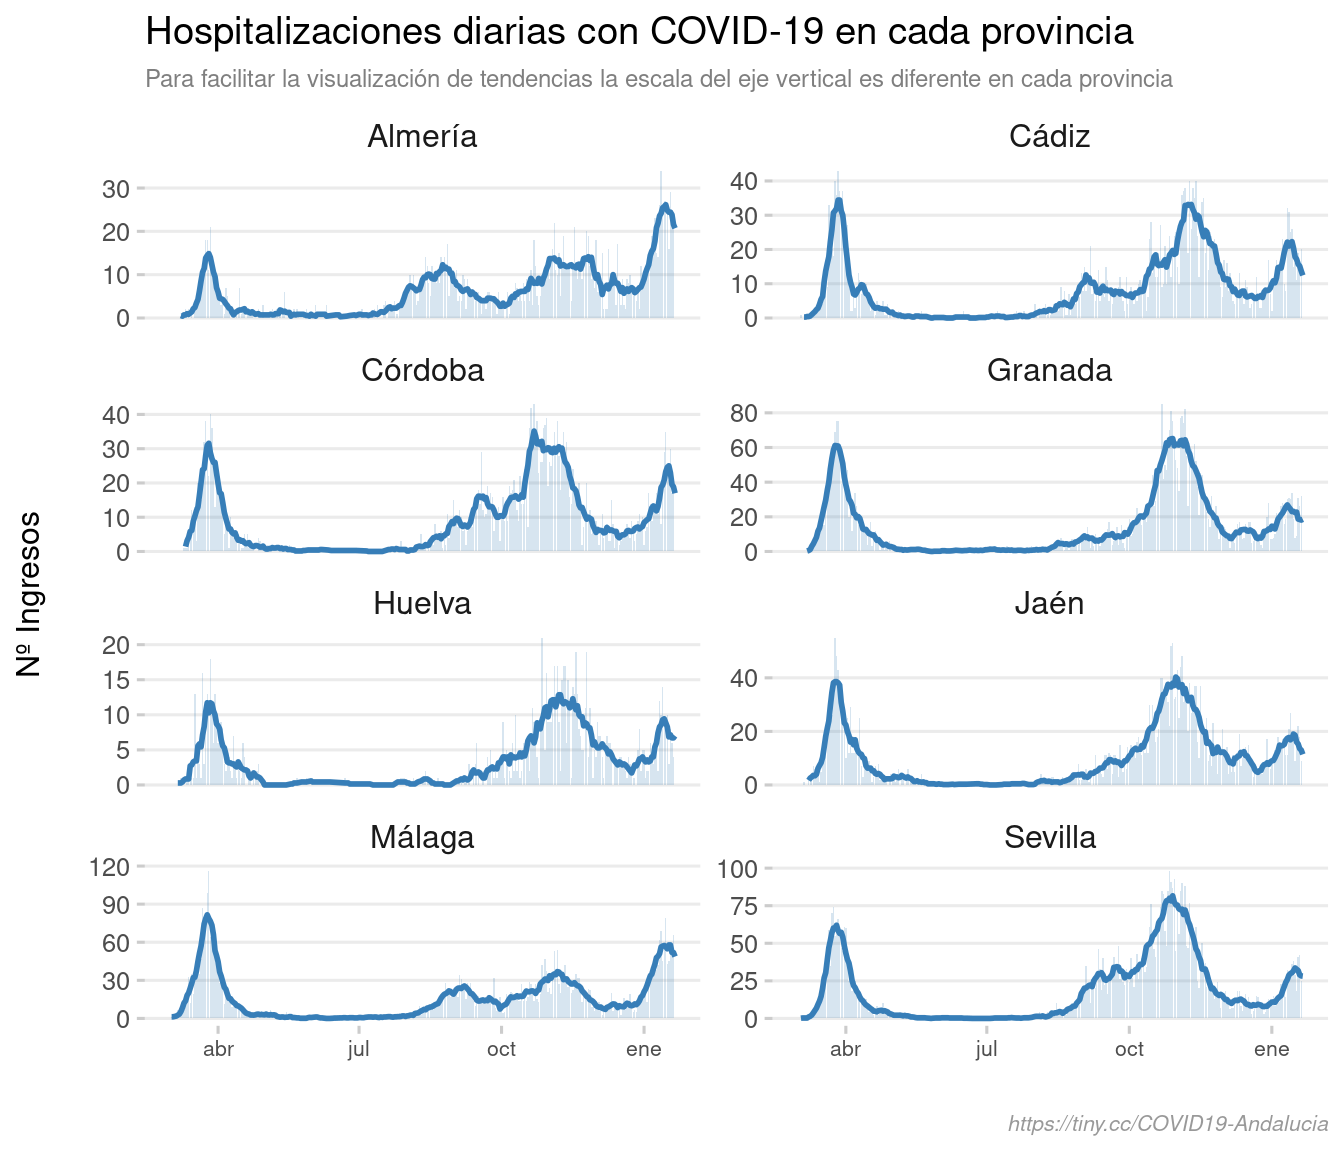 Hospitalizaciones diarias con COVID-19 en cada provincia
Para facilitar la visualización de tendencias la escala del eje vertical es diferente en cada provincia
Nº Ingresos
Almería
30
20
10
0
Cádiz
40
30
20
10
0
Córdoba
40
30
20
10
0
Granada
80
60
40
20
0
Huelva
20
15
10
5
0
Jaén
40
20
0
Málaga
120
90
60
30
0
abr jul oct ene
Sevilla
100
75
50
25
0
abr jul oct ene
https://tiny.cc/COVID19-Andalucia